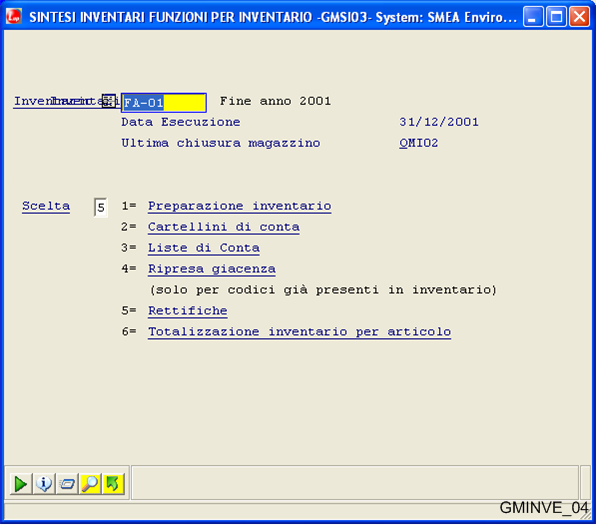 SINTESI INVENTARI FUNZIONI PER INVENTARIO -GMSI03- System: SMEA Enviro...
FA-01 Fine anno 2001
Data Esecuzione 31/12/2001
Ultima chiusura magazzino QMI02
Scelta 5 1= Preparazione inventario
2= Cartellini di conta
3= Liste di Conta
4= Ripresa giacenza
(solo per codici già presenti in inventario)
5= Rettifiche
6= Totalizzazione inventario per articolo
GMINVE_04